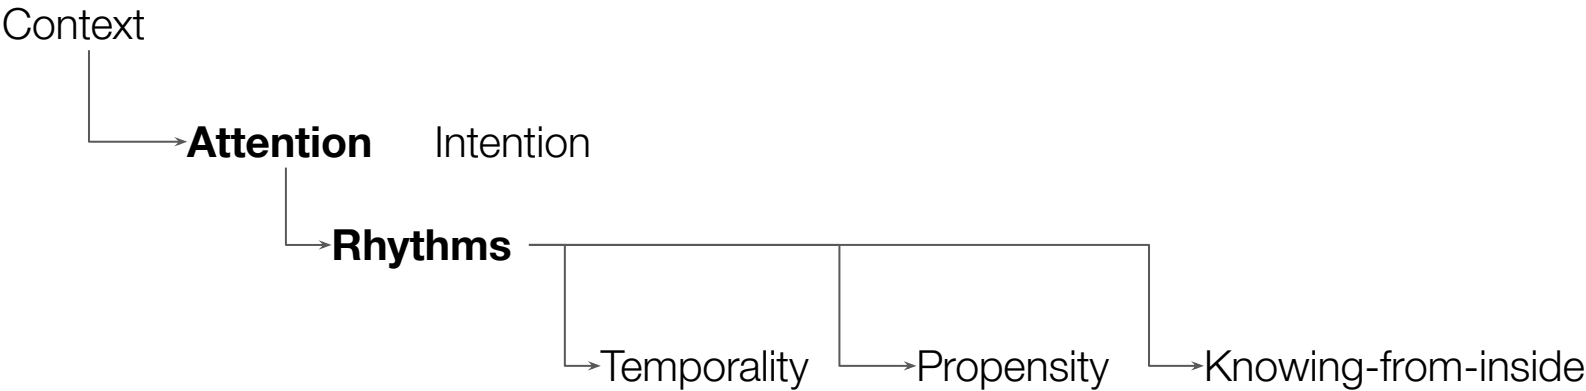 Context
Attention Intention
Rhythms
Temporality Propensity Knowing-from-inside